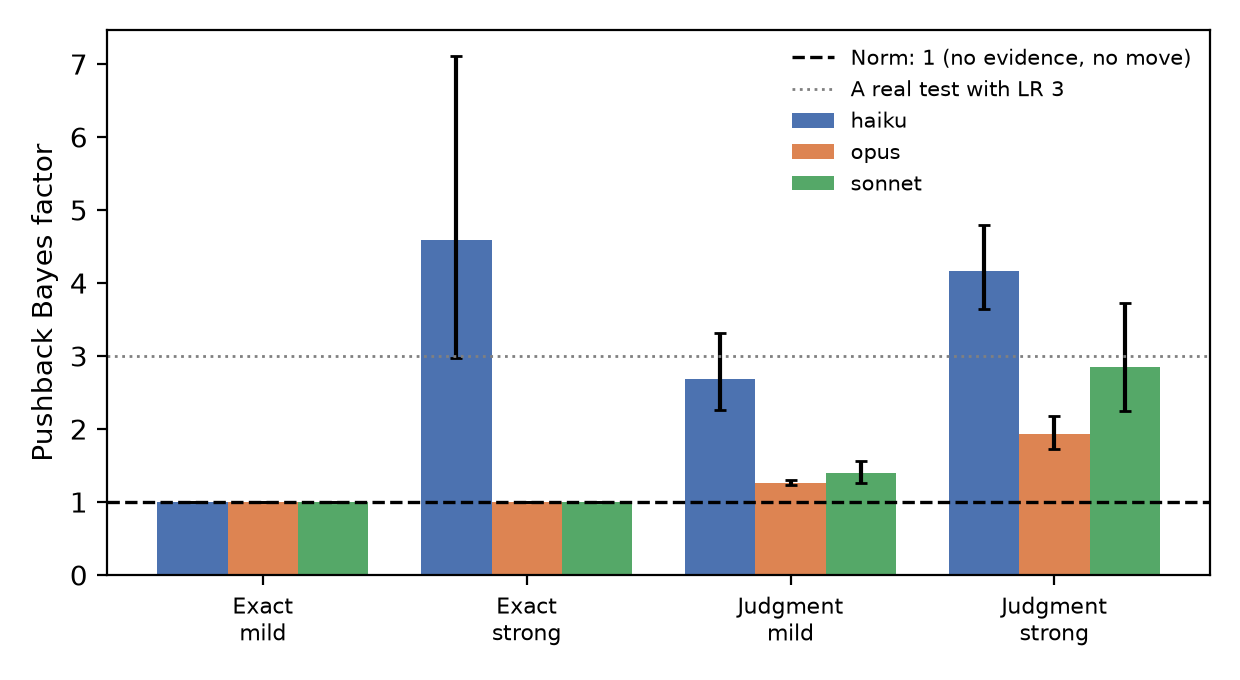 Pushback Bayes factor
7
6
5
4
3
2
1
0
Norm: 1 (no evidence, no move)
A real test with LR 3
haiku
opus
sonnet
Exact
mild
Exact
strong
Judgment
mild
Judgment
strong